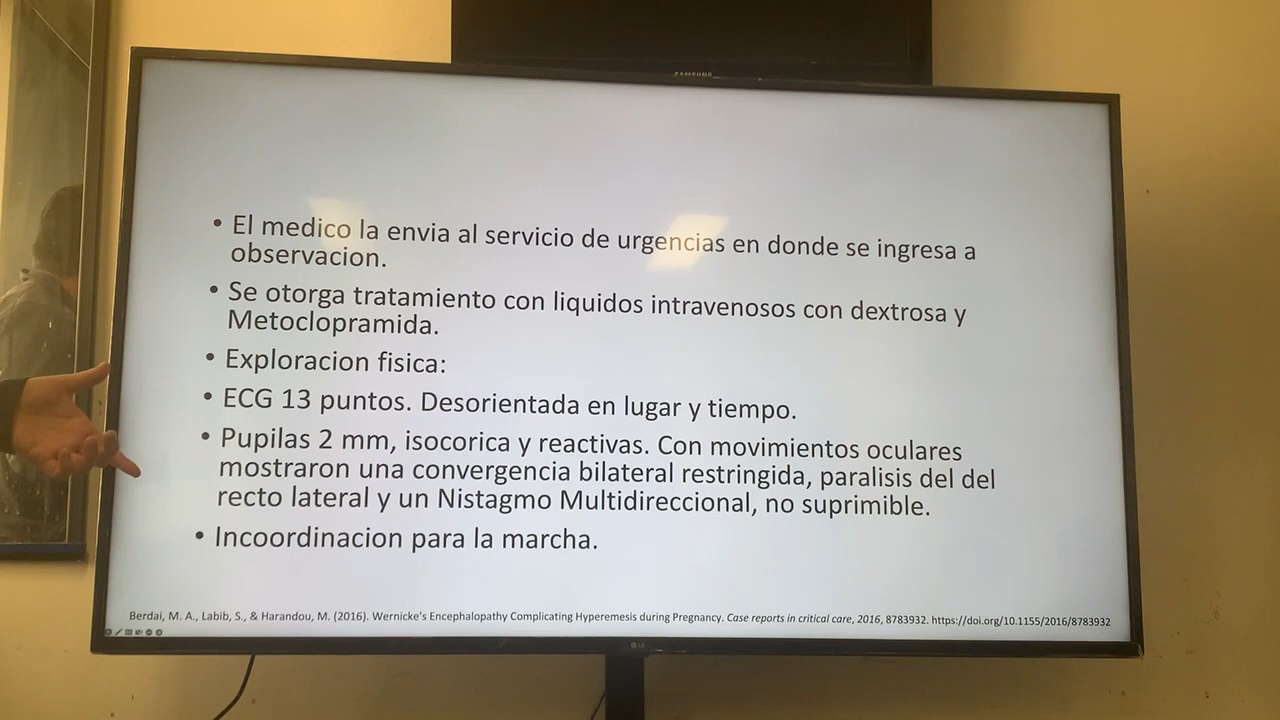 SAMSUNG
• El medico la envia al servicio de urgencias en donde se ingresa a
observacion.
• Se otorga tratamiento con liquidos intravenosos con dextrosa y
Metoclopramida.
• Exploracion fisica:
• ECG 13 puntos. Desorientada en lugar y tiempo.
• Pupilas 2 mm, isocorica y reactivas. Con movimientos oculares
mostraron una convergencia bilateral restringida, paralisis del del
recto lateral y un Nistagmo Multidireccional, no suprimible.
• Incoordinacion para la marcha.
Berdai, M. A., Labib, S., & Harandou, M. (2016). Wernicke's Encephalopathy Complicating Hyperemesis during Pregnancy. Case reports in critical care, 2016, 8783932. https://doi.org/10.1155/2016/8783932
LG